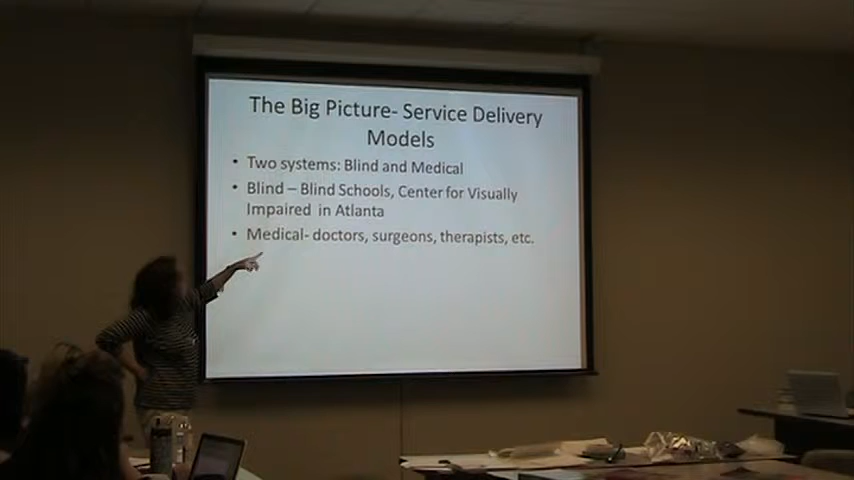 The Big Picture- Service Delivery
Models
• Two systems: Blind and Medical
• Blind – Blind Schools, Center for Visually
Impaired in Atlanta
• Medical- doctors, surgeons, therapists, etc.